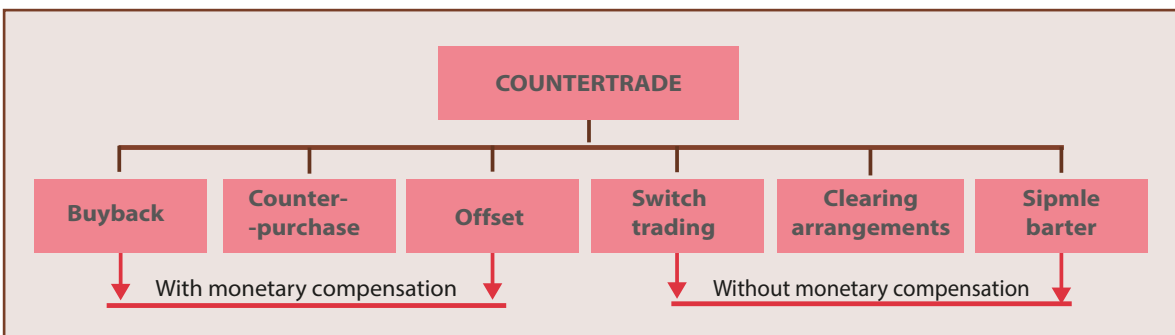 COUNTERTRADE
Buyback
Counter-
-purchase
Offset
Switch
trading
Clearing
arrangements
Sipmle
barter
With monetary compensation
Without monetary compensation